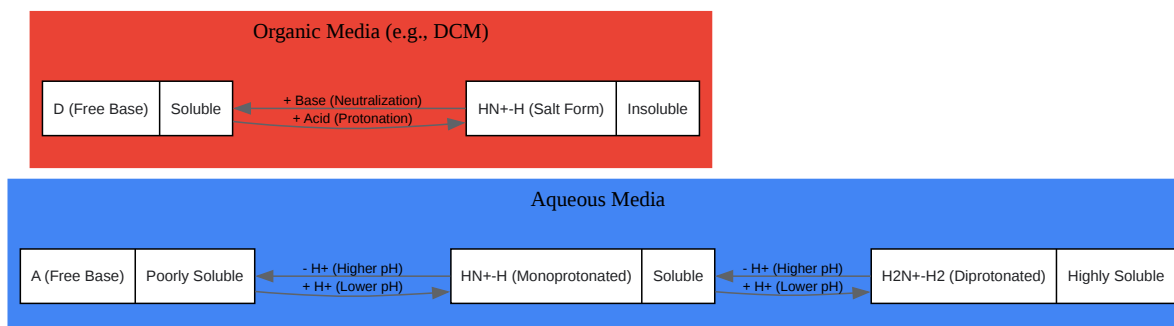 Organic Media (e.g., DCM)
D (Free Base)
Soluble
+ Base (Neutralization)
+ Acid (Protonation)
HN+-H (Salt Form)
Insoluble
Aqueous Media
A (Free Base)
Poorly Soluble
- H+ (Higher pH)
+ H+ (Lower pH)
HN+-H (Monoprotonated)
Soluble
- H+ (Higher pH)
+ H+ (Lower pH)
H2N+-H2 (Diprotonated)
Highly Soluble